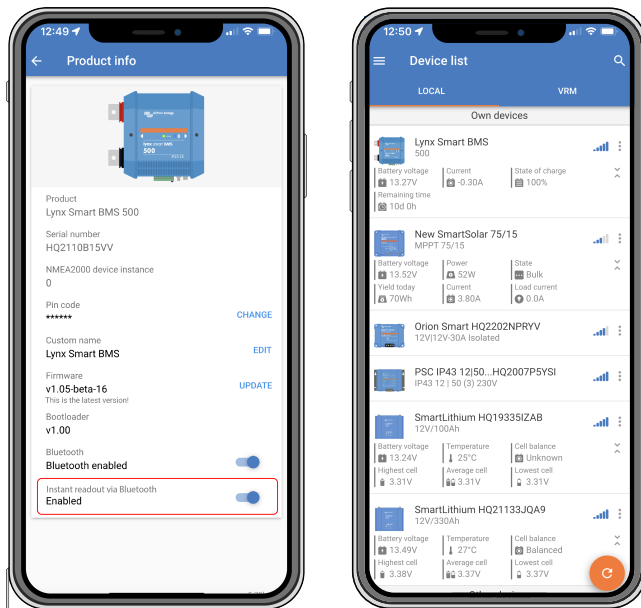 12:49
Product info
Lynx Smart BMS
500
Product
Lynx Smart BMS 500
Serial number
HQ2110B15VV
NMEA2000 device instance
0
Pin code
****** CHANGE
Custom name
Lynx Smart BMS EDIT
Firmware
v1.05-beta-16 UPDATE
This is the latest version!
Bootloader
v1.00
Bluetooth
Bluetooth enabled
Instant readout via Bluetooth
Enabled
12:50
Device list
LOCAL VRM
Own devices
Lynx Smart BMS
500
Battery voltage Current State of charge
13.27V -0.30A 100%
Remaining time
10d 0h
New SmartSolar 75/15
MPPT 75/15
Battery voltage Power State
13.52V 52W Bulk
Yield today Current Load current
70Wh 3.80A 0.0A
Orion Smart HQ2202NPRYV
12V|12V-30A Isolated
PSC IP43 12|50...HQ2007P5YSI
IP43 12 | 50 (3) 230V
SmartLithium HQ19335IZAB
12V/100Ah
Battery voltage Temperature Cell balance
13.24V 25°C Unknown
Highest cell Average cell Lowest cell
3.31V 3.31V 3.31V
SmartLithium HQ21133JQA9
12V/330Ah
Battery voltage Temperature Cell balance
13.49V 27°C Balanced
Highest cell Average cell Lowest cell
3.38V 3.37V 3.37V